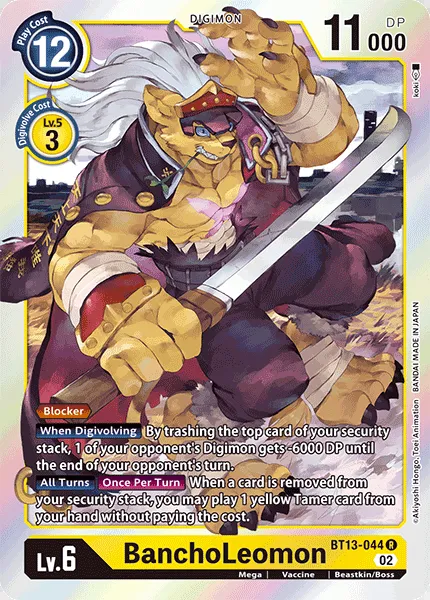 DIGIMON
Play Cost
12
11000
DP
Digivolve Cost
Lv.5
3
koki
Blocker
When Digivolving By trashing the top card of your security
stack, 1 of your opponent's Digimon gets -6000 DP until
the end of your opponent's turn.
All Turns Once Per Turn When a card is removed from
your security stack, you may play 1 yellow Tamer card from
your hand without paying the cost.
©Akiyoshi Hongo, Toei Animation BANDAI MADE IN JAPAN
Lv.6
BanchoLeomon
BT13-044 R
02
Mega | Vaccine | Beastkin/Boss